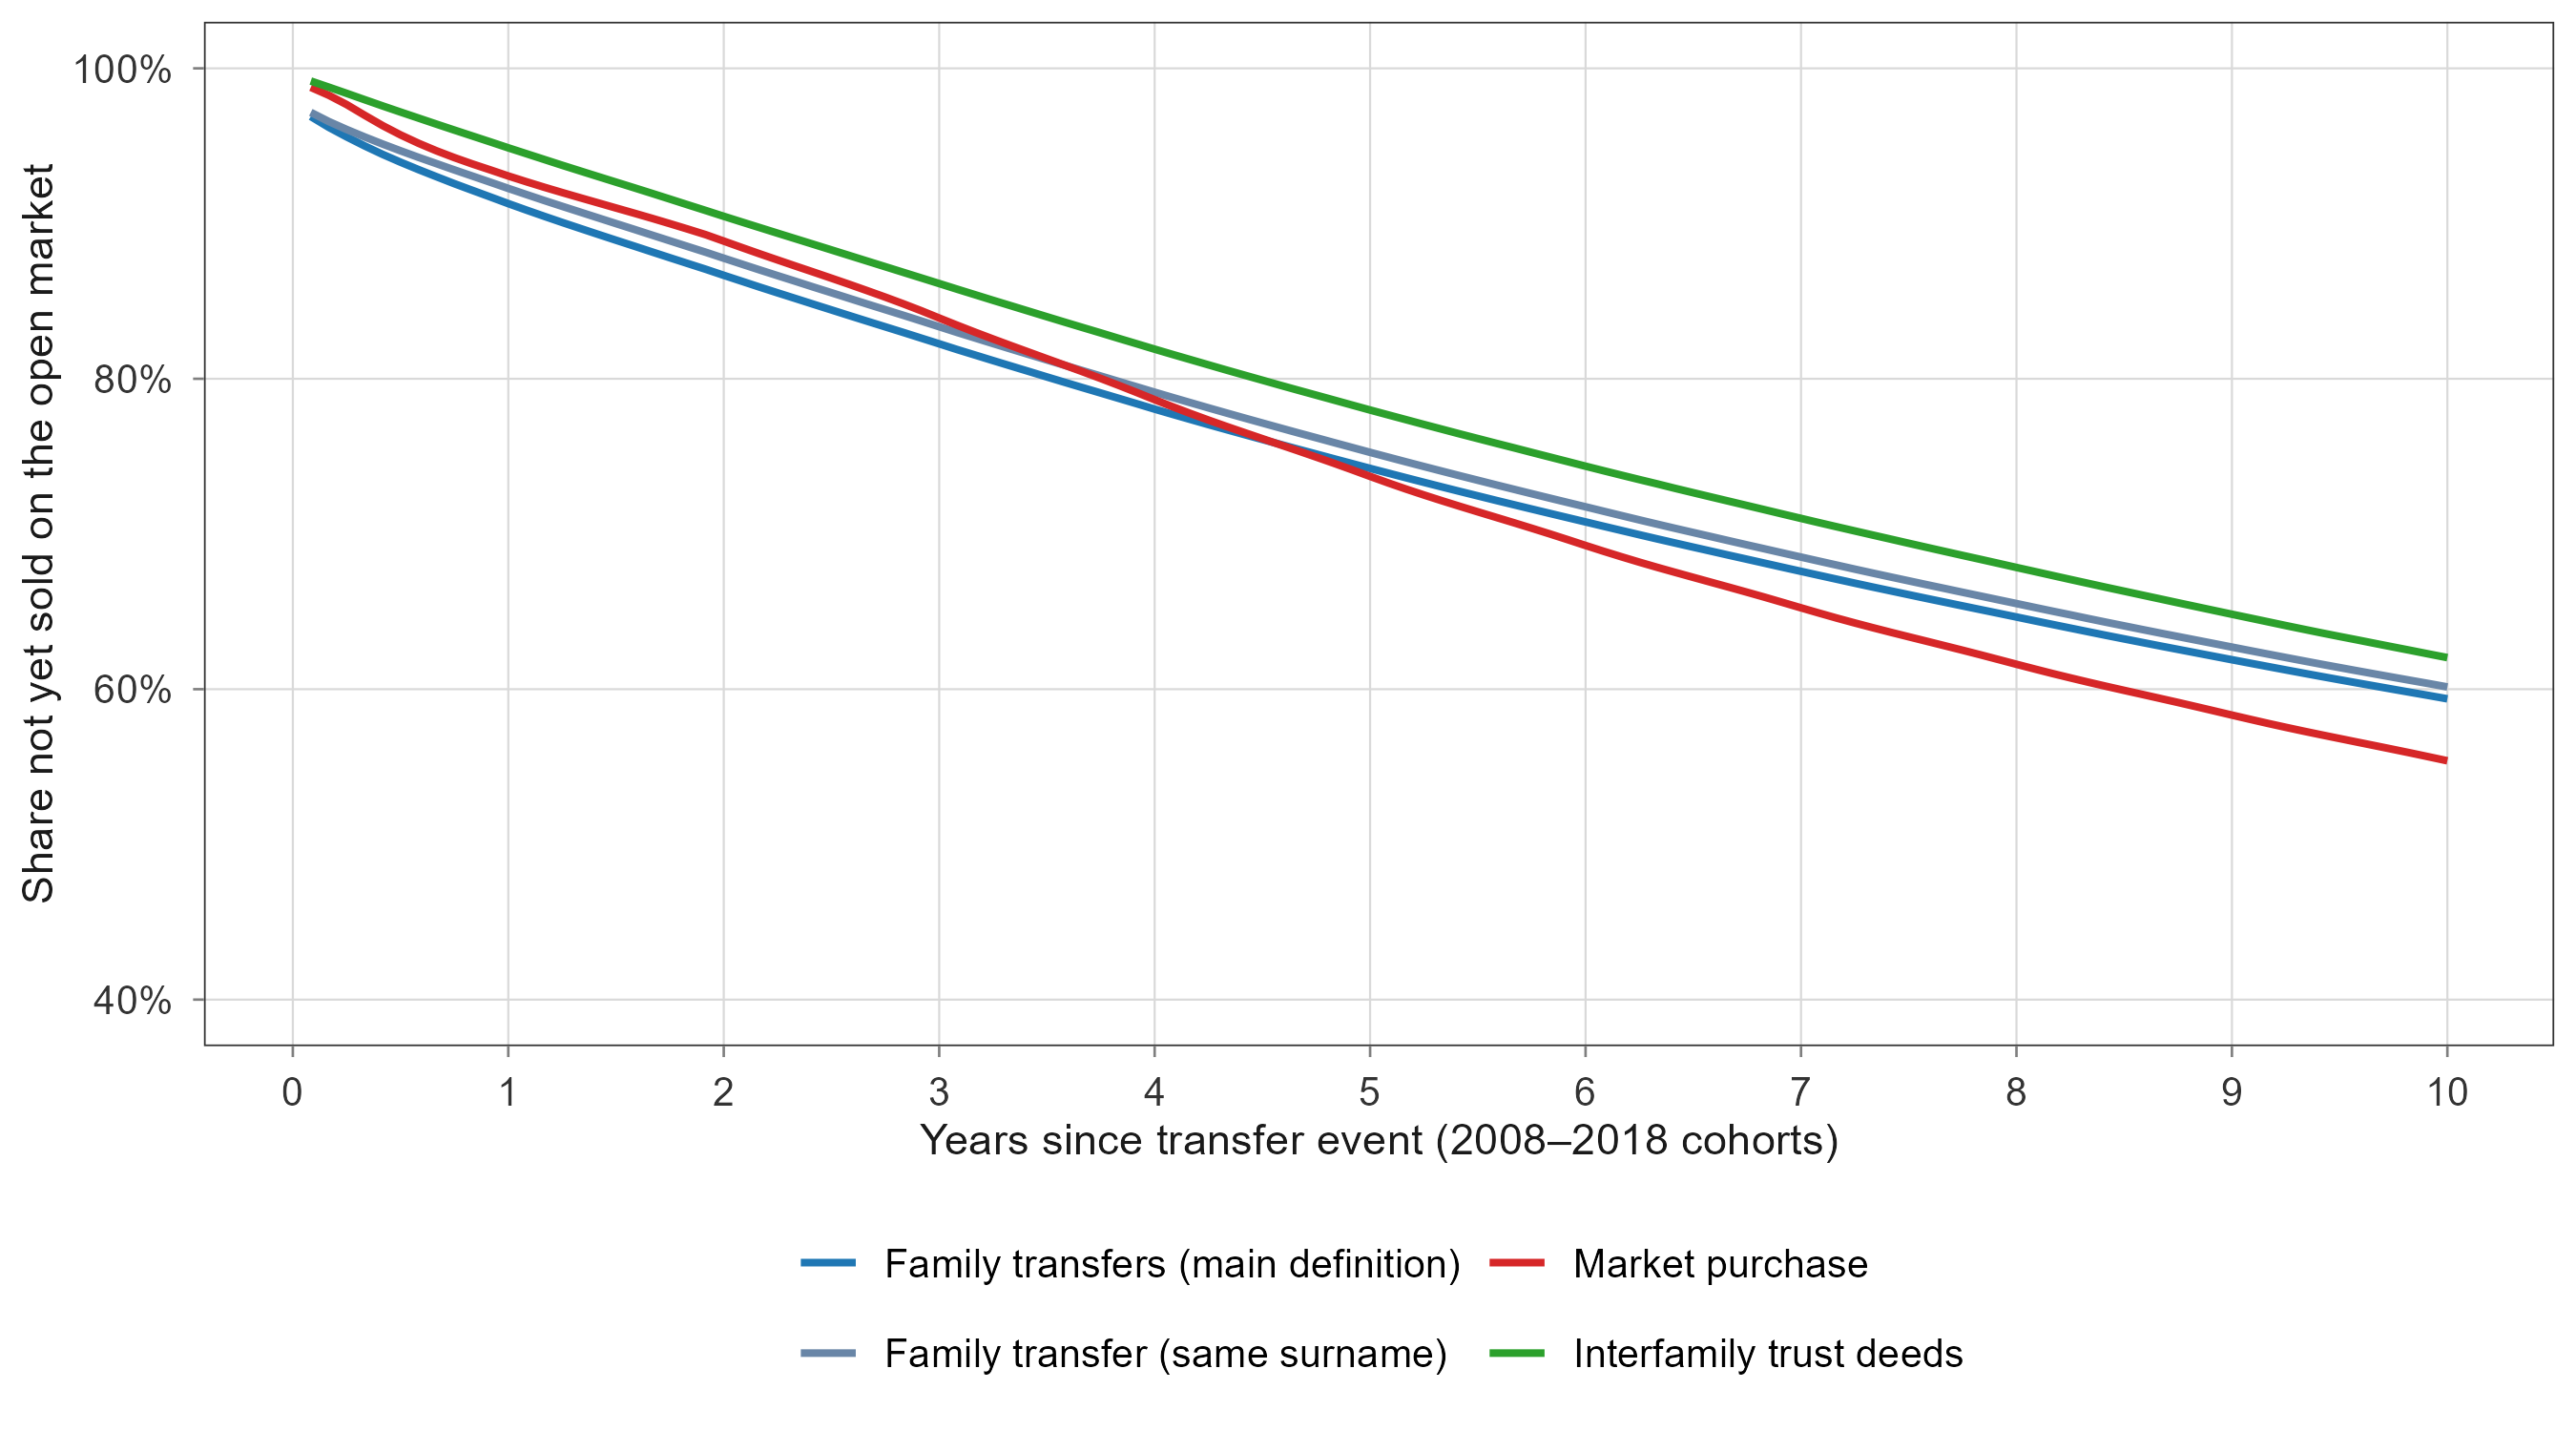 Share not yet sold on the open market
100%
80%
60%
40%
0 1 2 3 4 5 6 7 8 9 10
Years since transfer event (2008–2018 cohorts)
Family transfers (main definition) Market purchase
Family transfer (same surname) Interfamily trust deeds